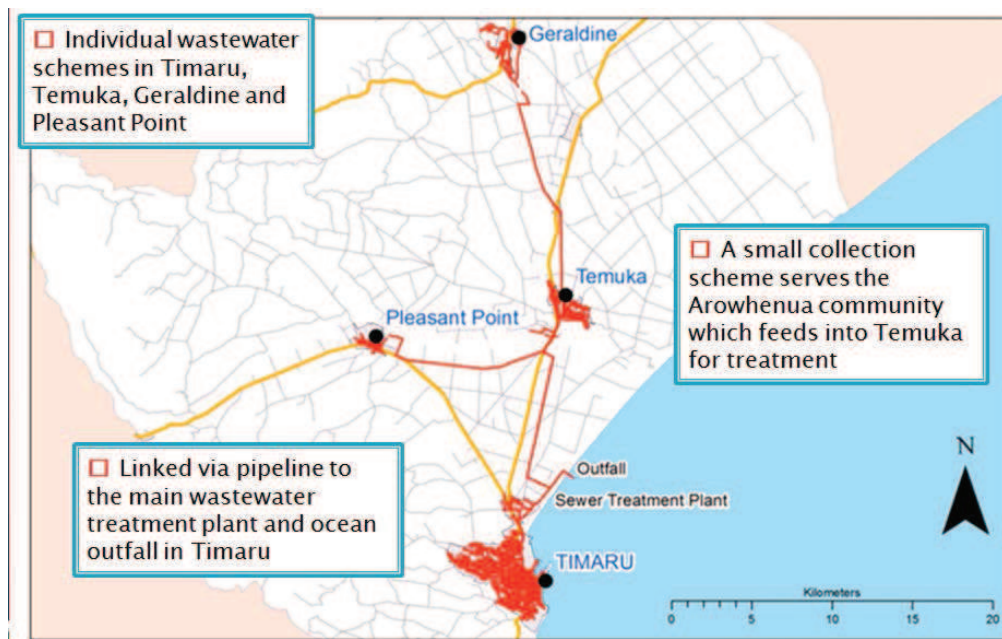 Individual wastewater
schemes in Timaru,
Temuka, Geraldine and
Pleasant Point
Geraldine
A small collection
scheme serves the
Arowhenua community
which feeds into Temuka
for treatment
Temuka
Pleasant Point
Linked via pipeline to
the main wastewater
treatment plant and ocean
outfall in Timaru
Outfall
Sewer Treatment Plant
TIMARU
N
Kilometers
0 5 10 15 20